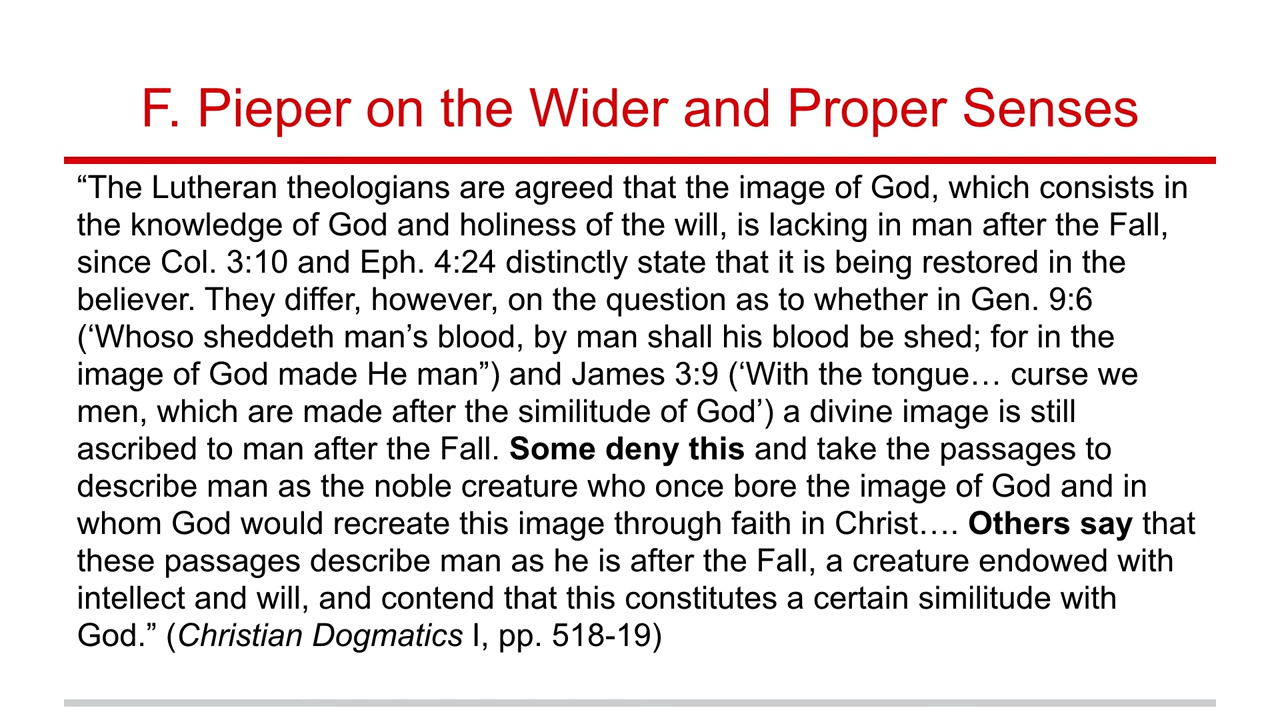 F. Pieper on the Wider and Proper Senses
“The Lutheran theologians are agreed that the image of God, which consists in
the knowledge of God and holiness of the will, is lacking in man after the Fall,
since Col. 3:10 and Eph. 4:24 distinctly state that it is being restored in the
believer. They differ, however, on the question as to whether in Gen. 9:6
(‘Whoso sheddeth man’s blood, by man shall his blood be shed; for in the
image of God made He man”) and James 3:9 (‘With the tongue… curse we
men, which are made after the similitude of God’) a divine image is still
ascribed to man after the Fall. Some deny this and take the passages to
describe man as the noble creature who once bore the image of God and in
whom God would recreate this image through faith in Christ…. Others say that
these passages describe man as he is after the Fall, a creature endowed with
intellect and will, and contend that this constitutes a certain similitude with
God.” (Christian Dogmatics I, pp. 518-19)